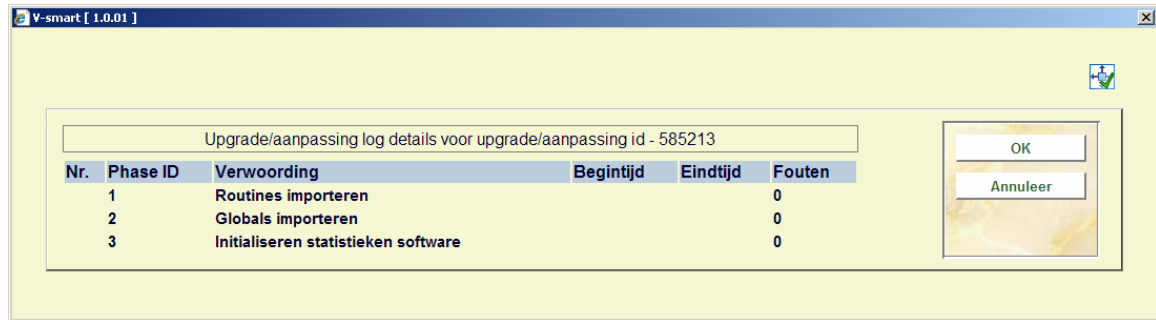 V-smart [ 1.0.01 ]
Upgrade/aanpassing log details voor upgrade/aanpassing id - 585213
Nr. Phase ID Verwoording Begintijd Eindtijd Fouten
1 Routines importeren 0
2 Globals importeren 0
3 Initialiseren statistieken software 0
OK
Annuleer